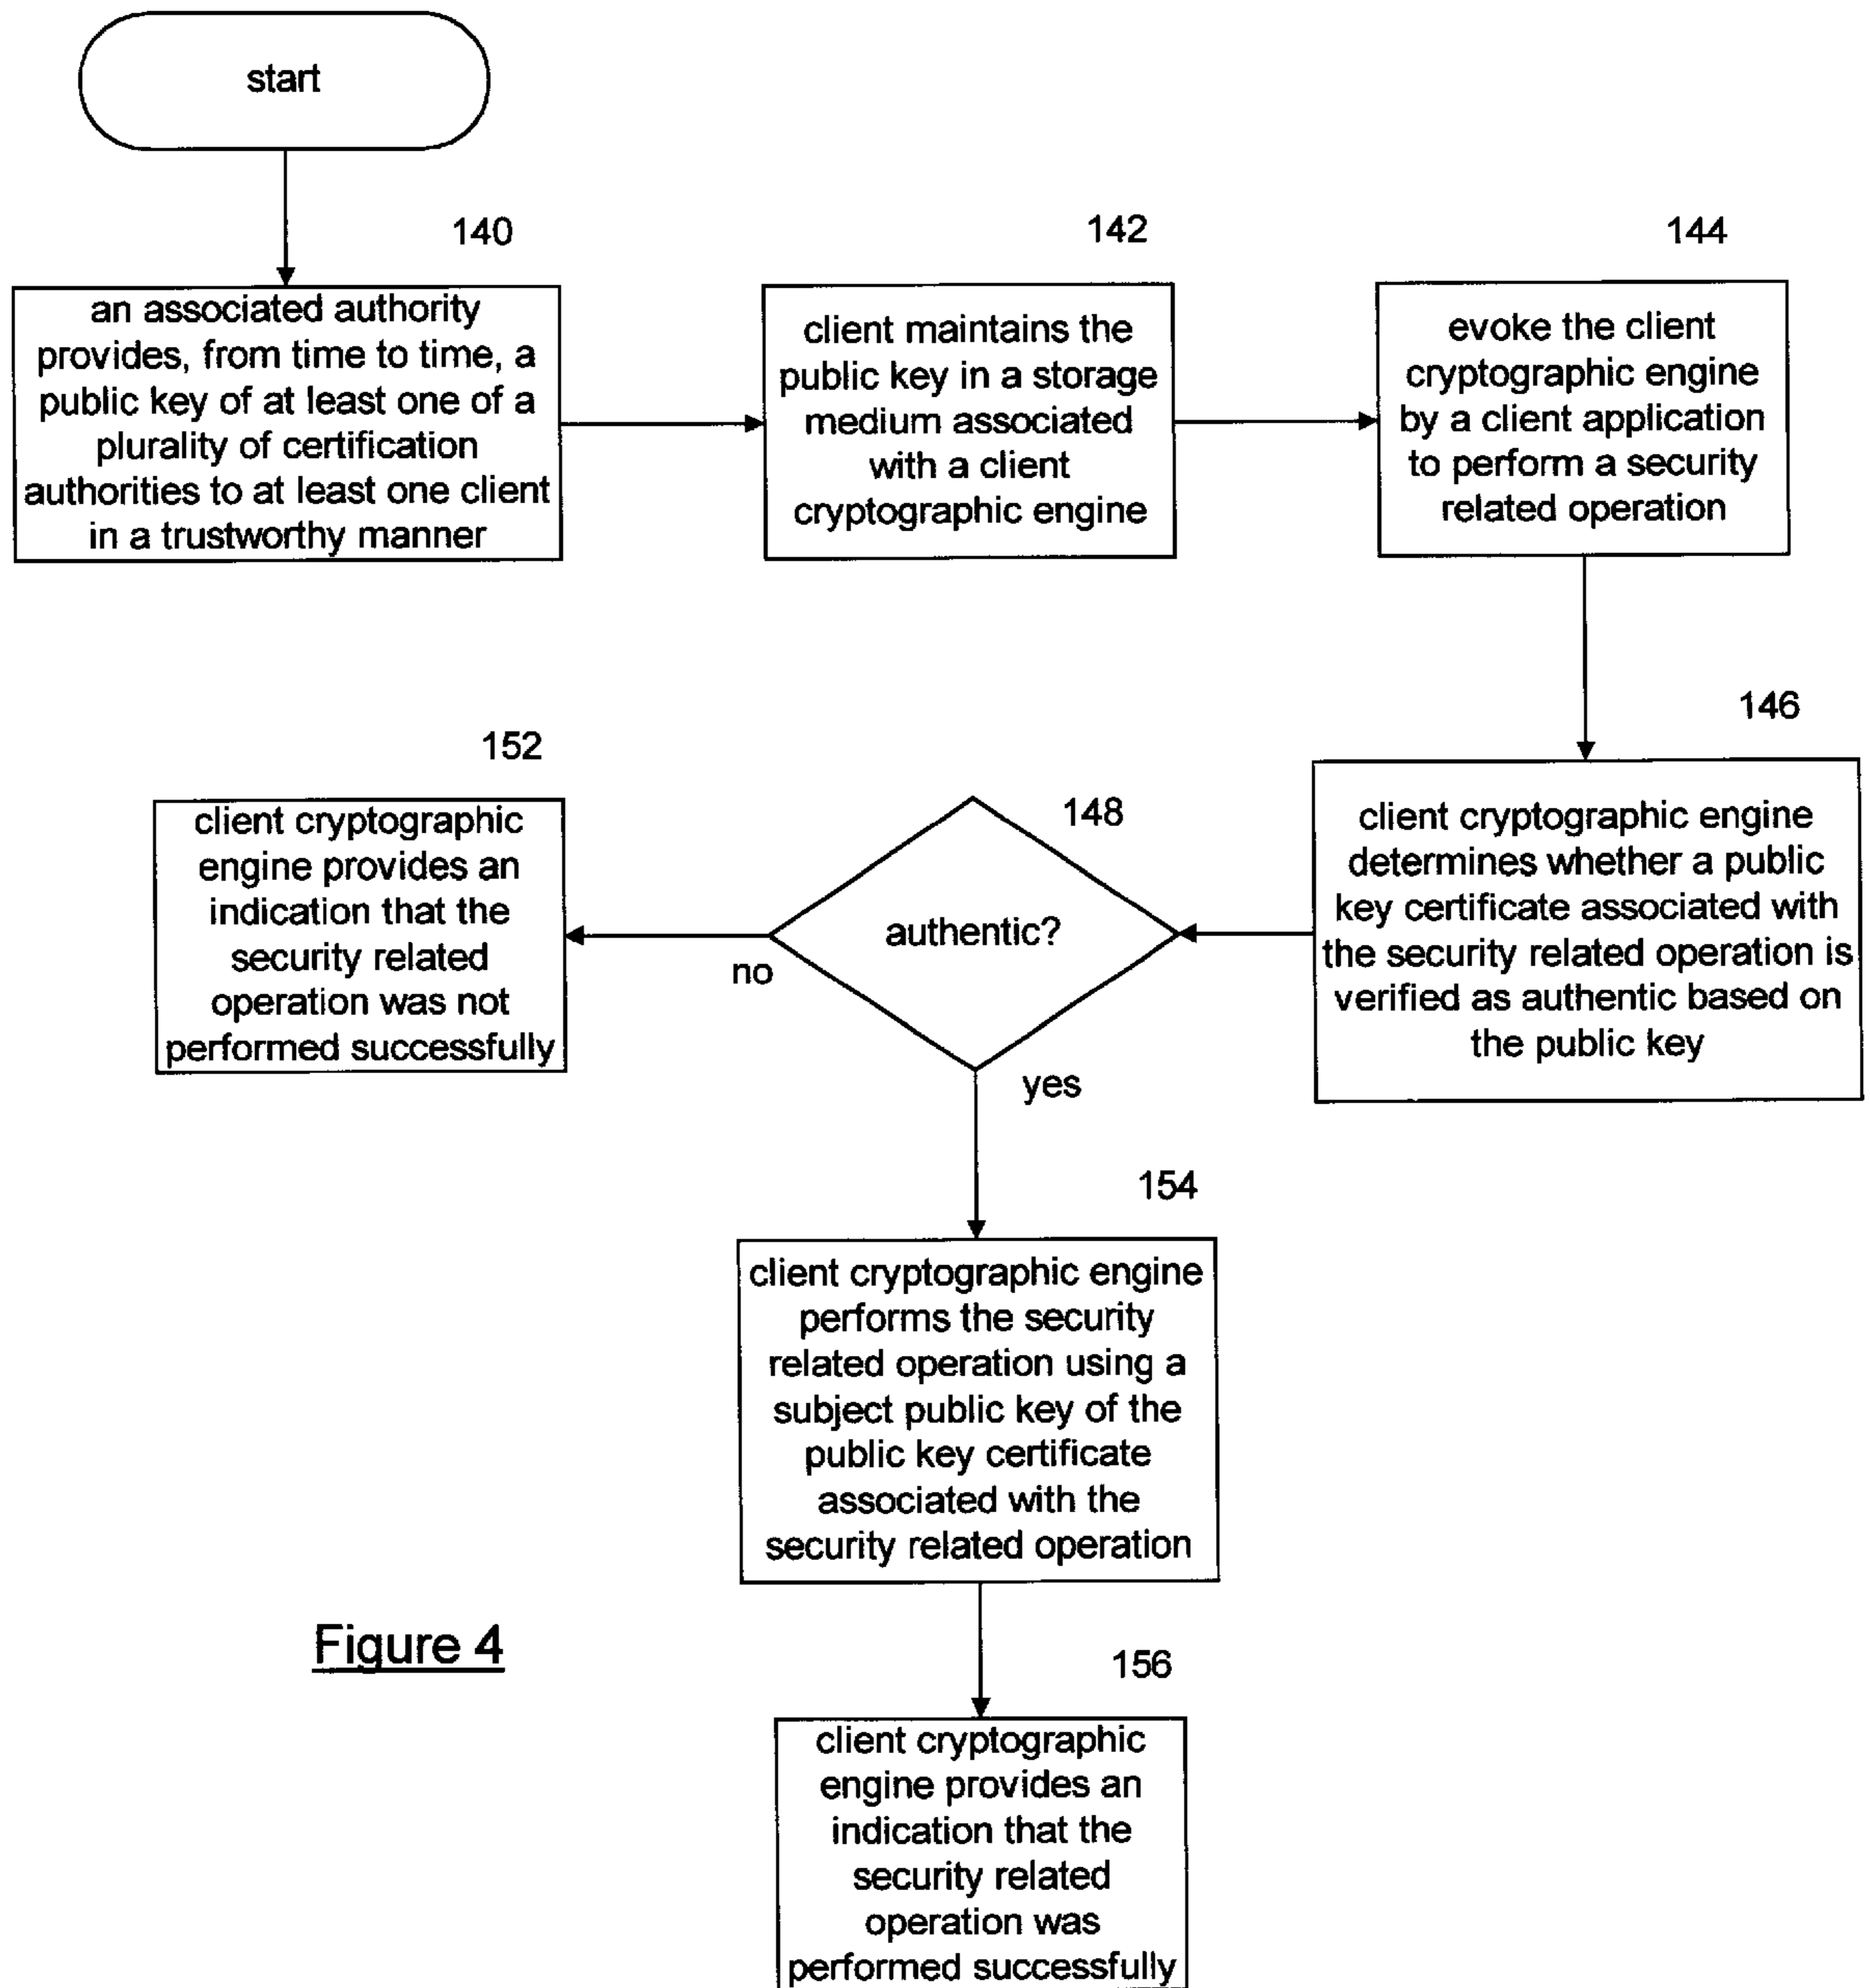 start
140
an associated authority
provides, from time to time, a
public key of at least one of a
plurality of certification
authorities to at least one client
in a trustworthy manner
142
client maintains the
public key in a storage
medium associated
with a client
cryptographic engine
144
evoke the client
cryptographic engine
by a client application
to perform a security
related operation
146
client cryptographic engine
determines whether a public
key certificate associated with
the security related operation is
verified as authentic based on
the public key
148
authentic?
no
yes
152
client cryptographic
engine provides an
indication that the
security related
operation was not
performed successfully
154
client cryptographic engine
performs the security
related operation using a
subject public key of the
public key certificate
associated with the
security related operation
156
client cryptographic
engine provides an
indication that the
security related
operation was
performed successfully
Figure 4